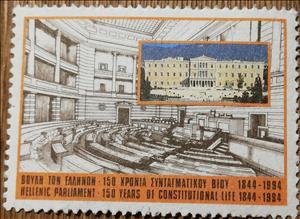 ΒΟΥΛΗ ΤΩΝ ΕΛΛΗΝΩΝ · 150 ΧΡΟΝΙΑ ΣΥΝΤΑΓΜΑΤΙΚΟΥ ΒΙΟΥ · 1844-1994
HELLENIC PARLIAMENT · 150 YEARS OF CONSTITUTIONAL LIFE 1844-1994